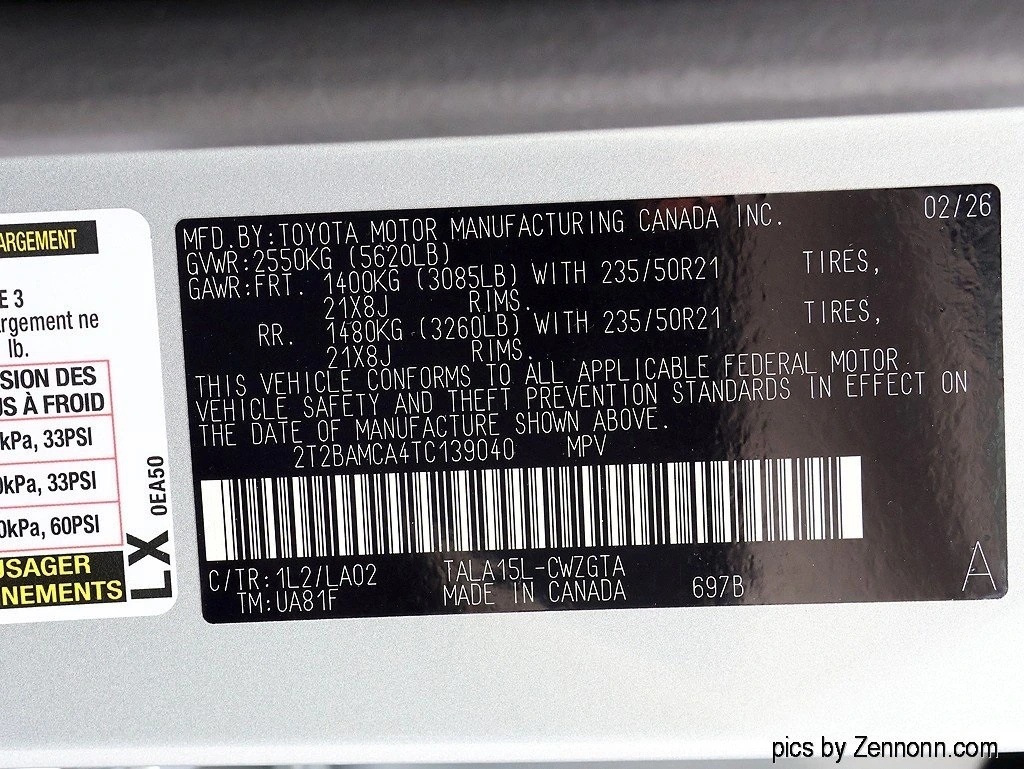 ARGEMENT
E 3
argement ne
lb.
SION DES
US À FROID
kPa, 33PSI
0kPa, 33PSI
0kPa, 60PSI
USAGER
NEMENTS
LX 0EA50
02/26
MFD.BY:TOYOTA MOTOR MANUFACTURING CANADA INC.
GVWR:2550KG (5620LB)
GAWR:FRT. 1400KG (3085LB) WITH 235/50R21 TIRES,
21X8J RIMS.
RR. 1480KG (3260LB) WITH 235/50R21 TIRES,
21X8J RIMS.
THIS VEHICLE CONFORMS TO ALL APPLICABLE FEDERAL MOTOR
VEHICLE SAFETY AND THEFT PREVENTION STANDARDS IN EFFECT ON
THE DATE OF MANUFACTURE SHOWN ABOVE.
2T2BAMCA4TC139040 MPV
C/TR:1L2/LA02 TALA15L-CWZGTA
TM:UA81F MADE IN CANADA 697B
A
pics by Zennonn.com